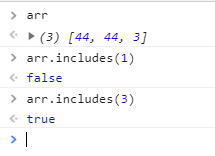 > arr
<· ▶ (3) [44, 44, 3]
> arr.includes(1)
<· false
> arr.includes(3)
<· true
>